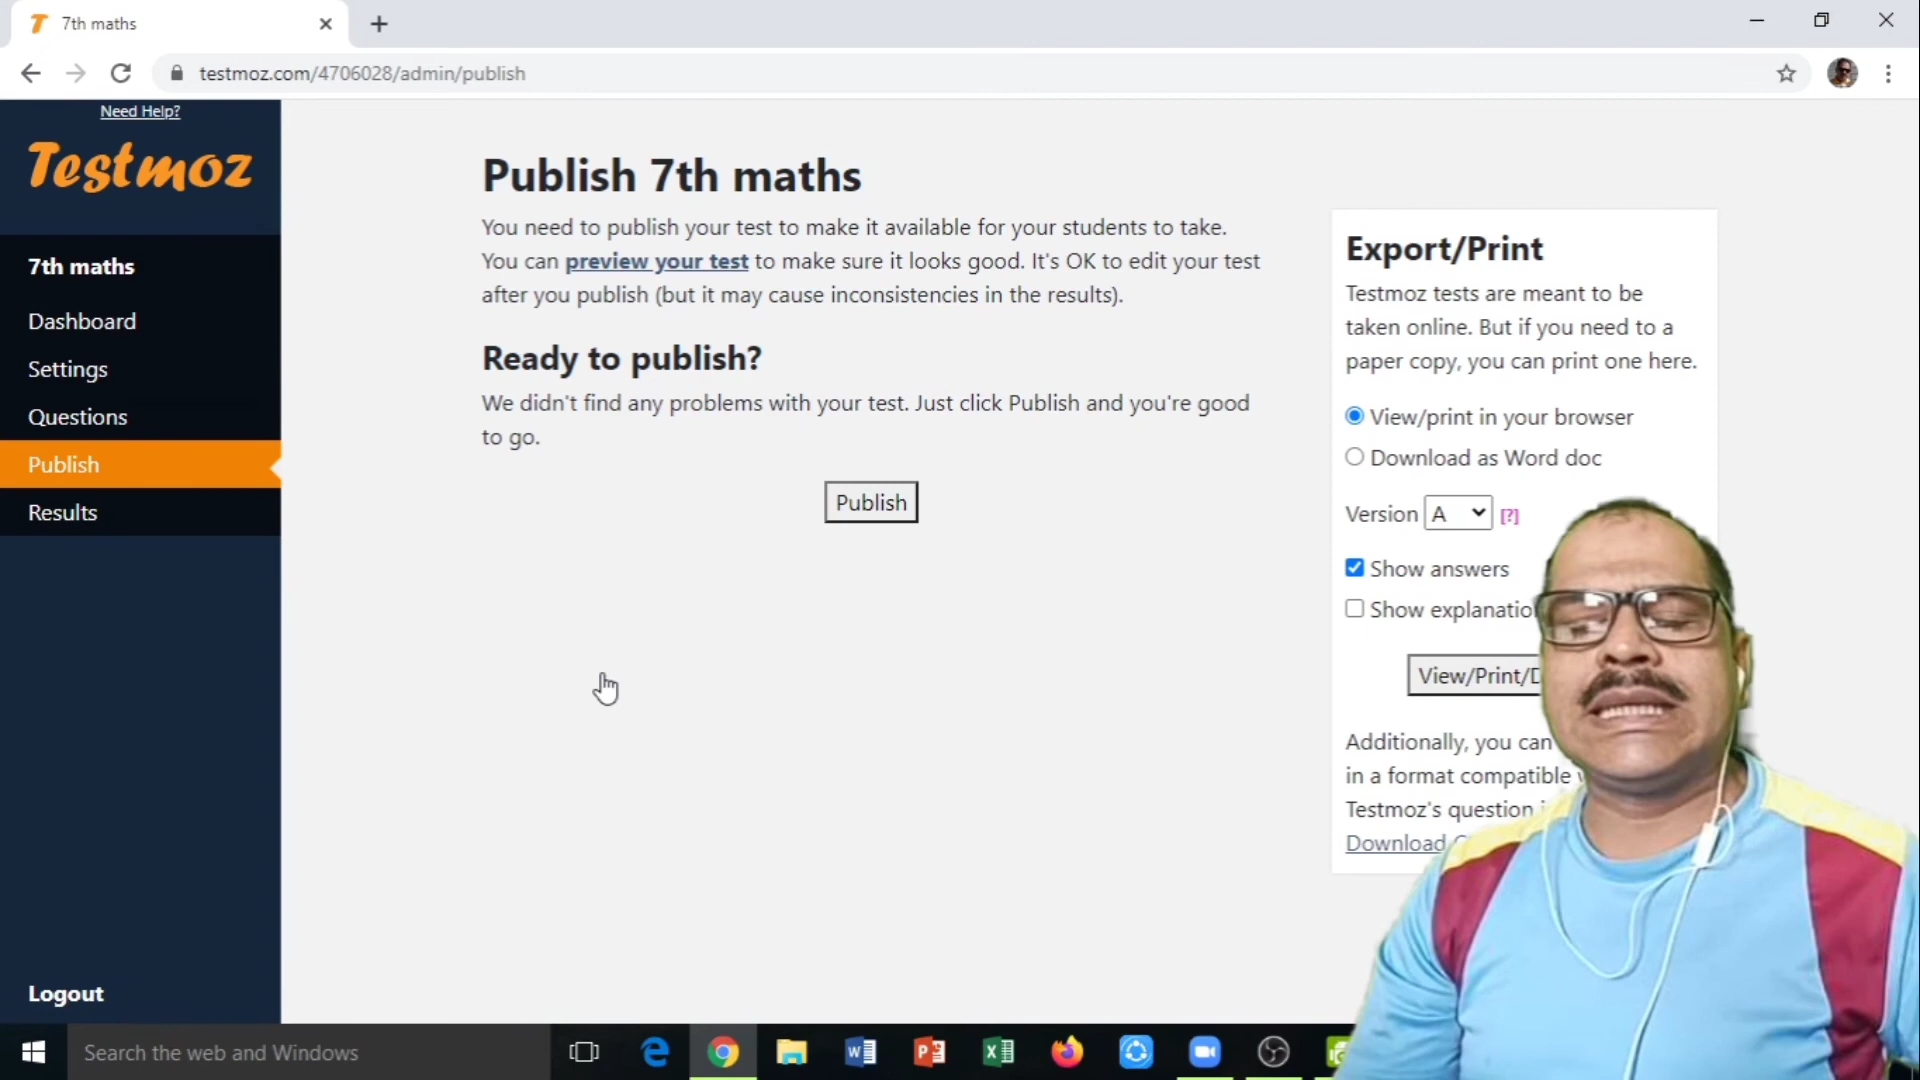 7th maths
testmoz.com/4706028/admin/publish
Need Help?
Testmoz
7th maths
Dashboard
Settings
Questions
Publish
Results
Logout
Publish 7th maths
You need to publish your test to make it available for your students to take.
You can preview your test to make sure it looks good. It's OK to edit your test
after you publish (but it may cause inconsistencies in the results).
Ready to publish?
We didn't find any problems with your test. Just click Publish and you're good
to go.
Publish
Export/Print
Testmoz tests are meant to be
taken online. But if you need to a
paper copy, you can print one here.
View/print in your browser
Download as Word doc
Version A [?]
Show answers
Show
View/Print/
Additionally, you can
in a format compatible
Testmoz's question
Download
Search the web and Windows